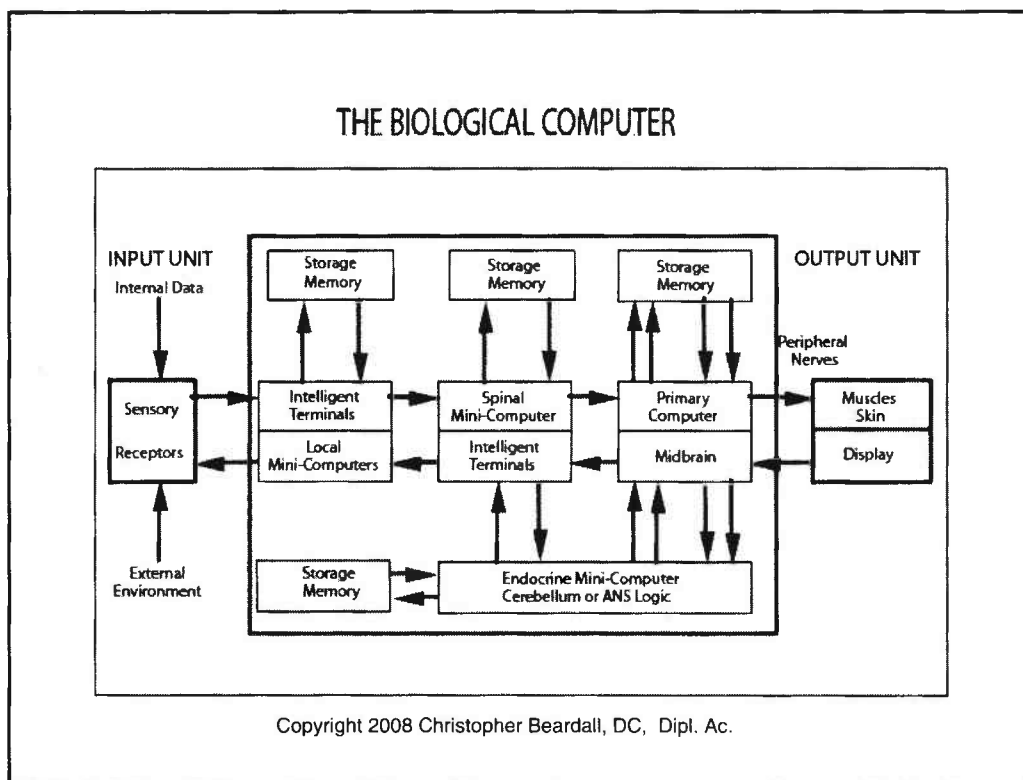 THE BIOLOGICAL COMPUTER
INPUT UNIT
Internal Data
Sensory
Receptors
External
Environment
Storage
Memory
Storage
Memory
Storage
Memory
Intelligent
Terminals
Local
Mini-Computers
Spinal
Mini-Computer
Intelligent
Terminals
Primary
Computer
Midbrain
Storage
Memory
Endocrine Mini-Computer
Cerebellum or ANS Logic
OUTPUT UNIT
Peripheral
Nerves
Muscles
Skin
Display
Copyright 2008 Christopher Beardall, DC, Dipl. Ac.